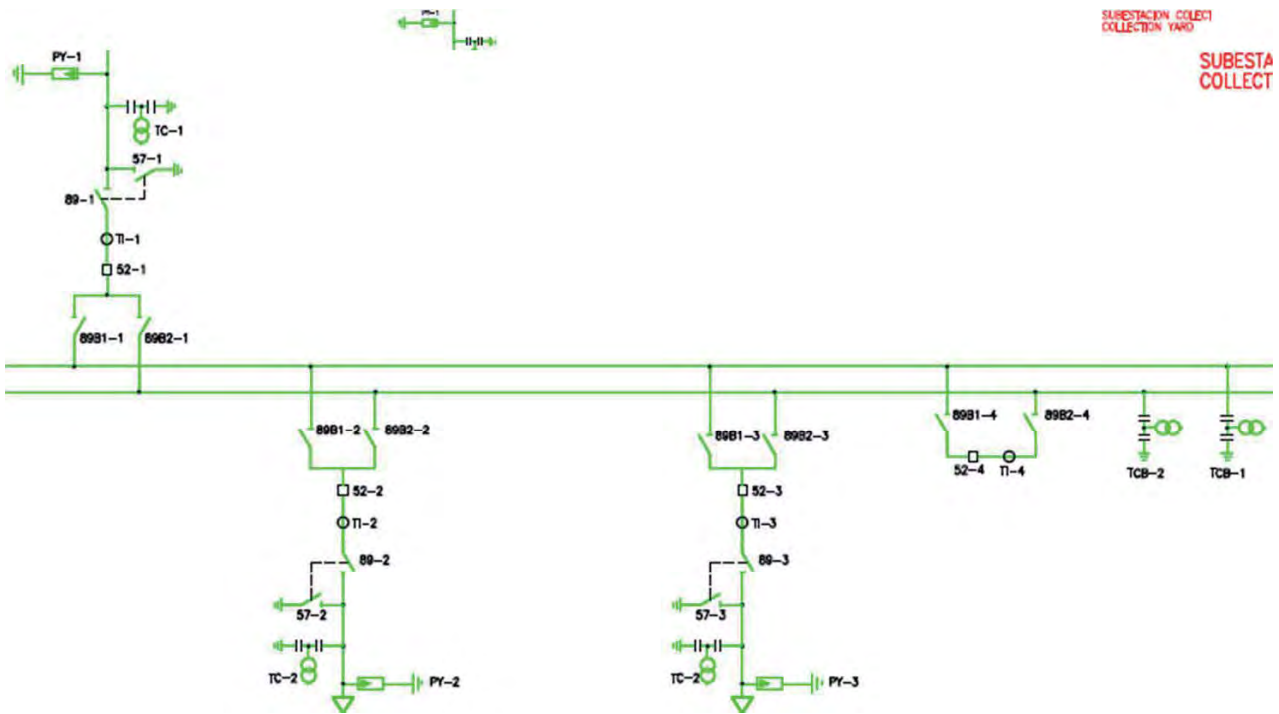 PY-1
SUBESTACION COLECT
COLLECTION YARD
SUBESTA
COLLECT
PY-1
TC-1
57-1
89-1
TI-1
52-1
89B1-1
89B2-1
89B1-2
89B2-2
89B1-3
89B2-3
89B1-4
89B2-4
52-4
TI-4
TCB-2
TCB-1
52-2
52-3
TI-2
TI-3
89-2
89-3
57-2
57-3
TC-2
PY-2
TC-2
PY-3